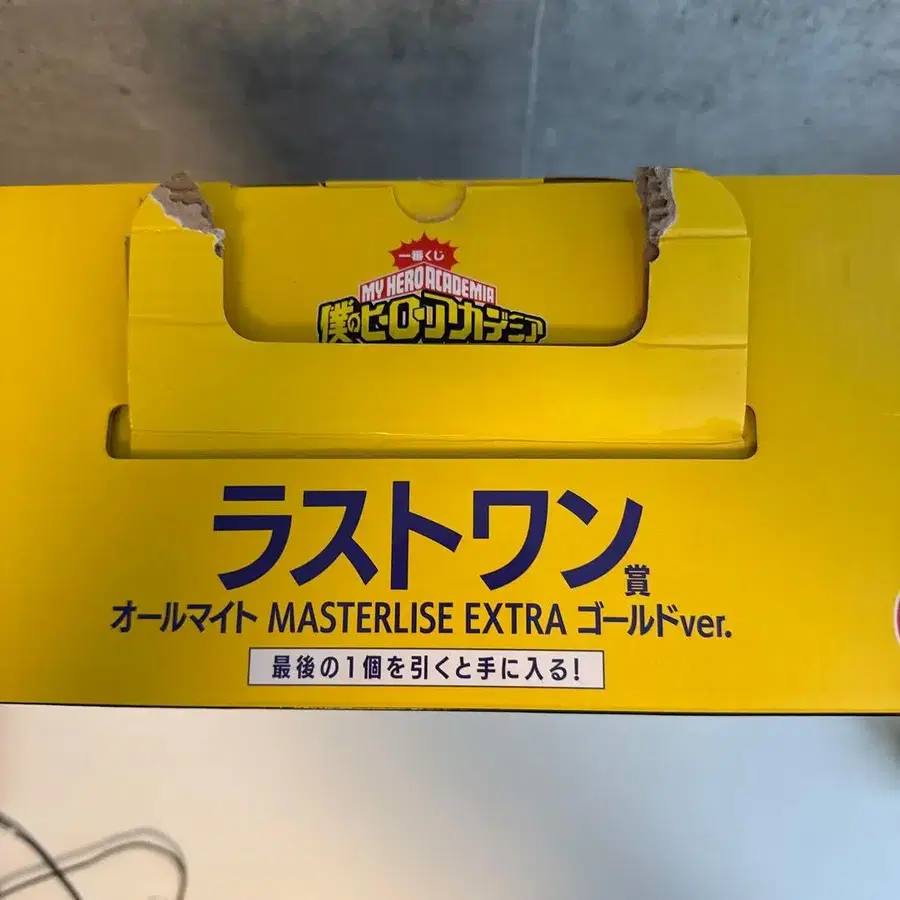 一番くじ
MY HERO ACADEMIA
僕のヒーローアカデミア
ラストワン賞
オールマイト MASTERLISE EXTRA ゴールドver.
最後の1個を引くと手に入る!